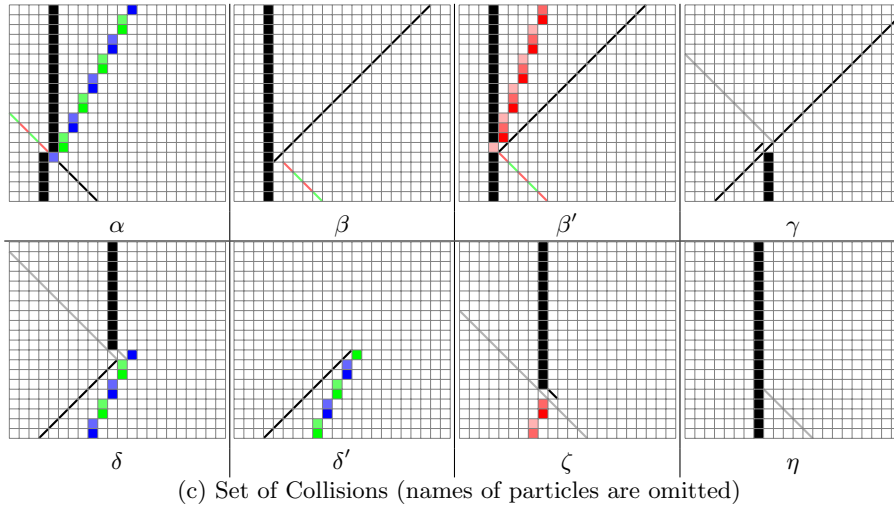 α β β′ γ
δ δ′ ζ η
(c) Set of Collisions (names of particles are omitted)